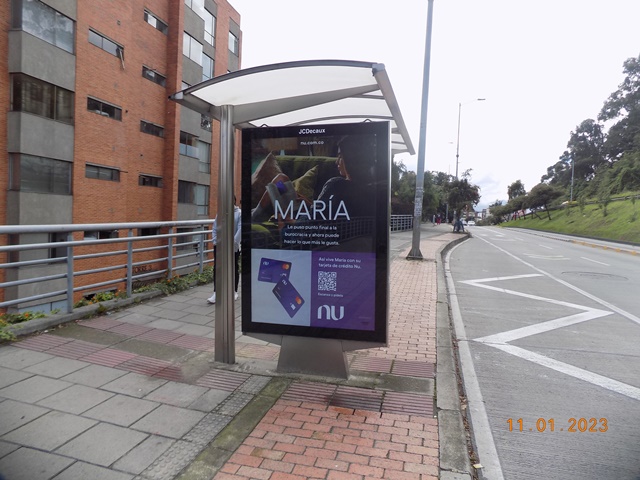 JCDecaux
nu.com.co
MARÍA
Le puso punto final a la
burocracia y ahora puede
hacer lo que más le gusta.
Así vive María con su
tarjeta de crédito Nu.
nu
11.01.2023